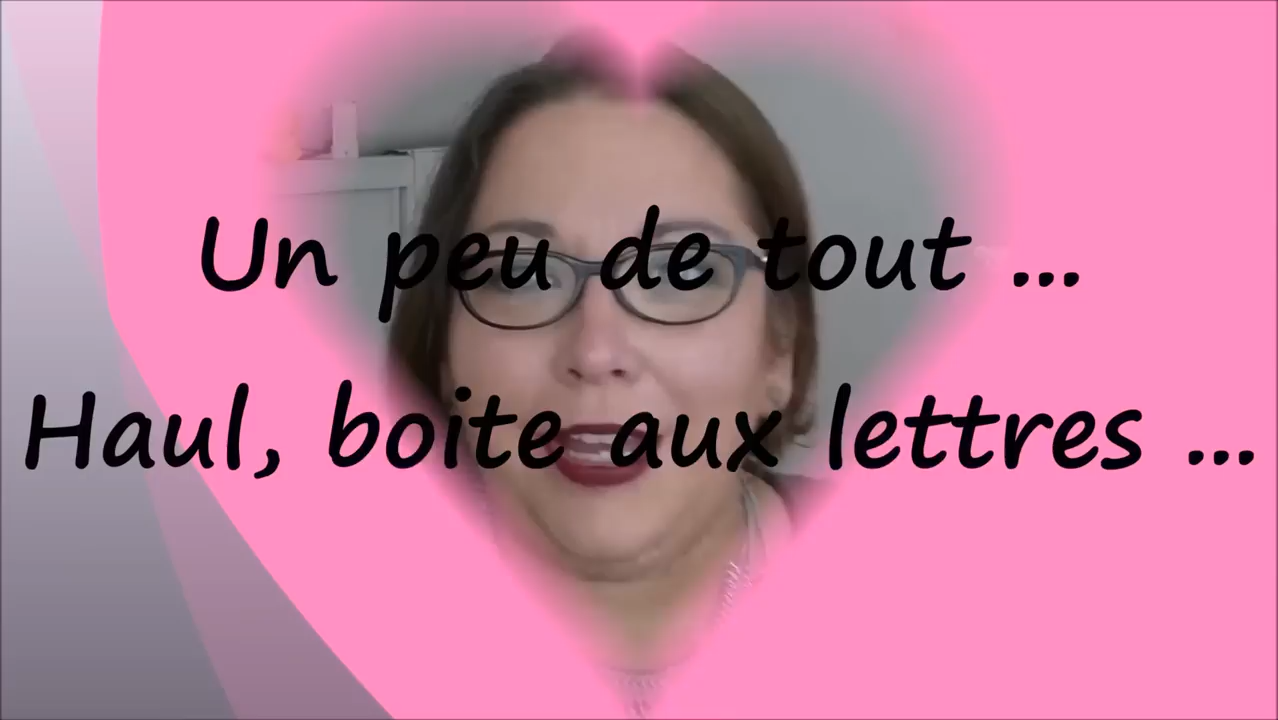 Un peu de tout ...
Haul, boite aux lettres ...